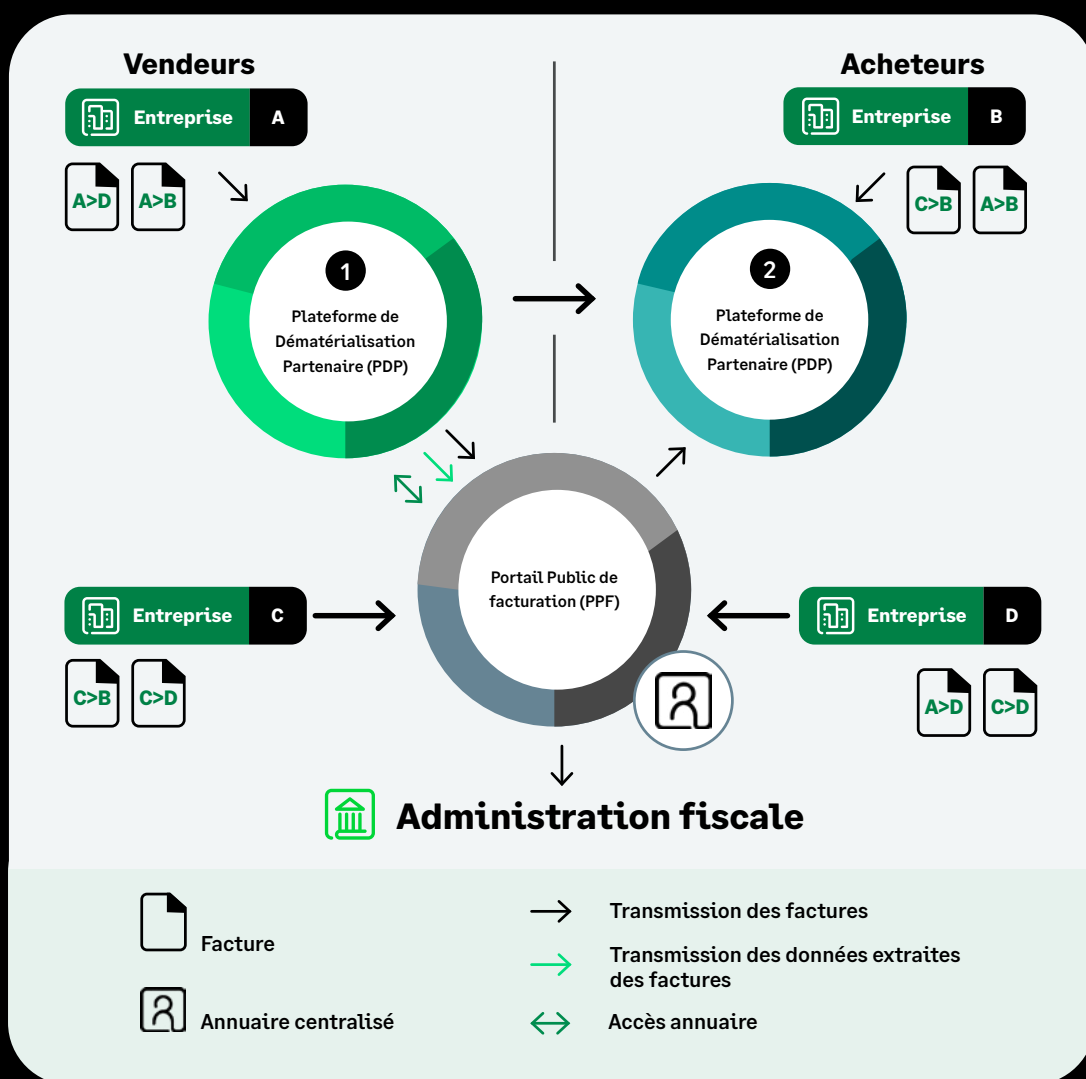 Vendeurs
Acheteurs
Entreprise A
Entreprise B
A>D A>B
C>B A>B
1
Plateforme de
Dématérialisation
Partenaire (PDP)
2
Plateforme de
Dématérialisation
Partenaire (PDP)
Portail Public de
facturation (PPF)
Entreprise C
Entreprise D
C>B C>D
A>D C>D
Administration fiscale
Facture
Annuaire centralisé
Transmission des factures
Transmission des données extraites
des factures
Accès annuaire